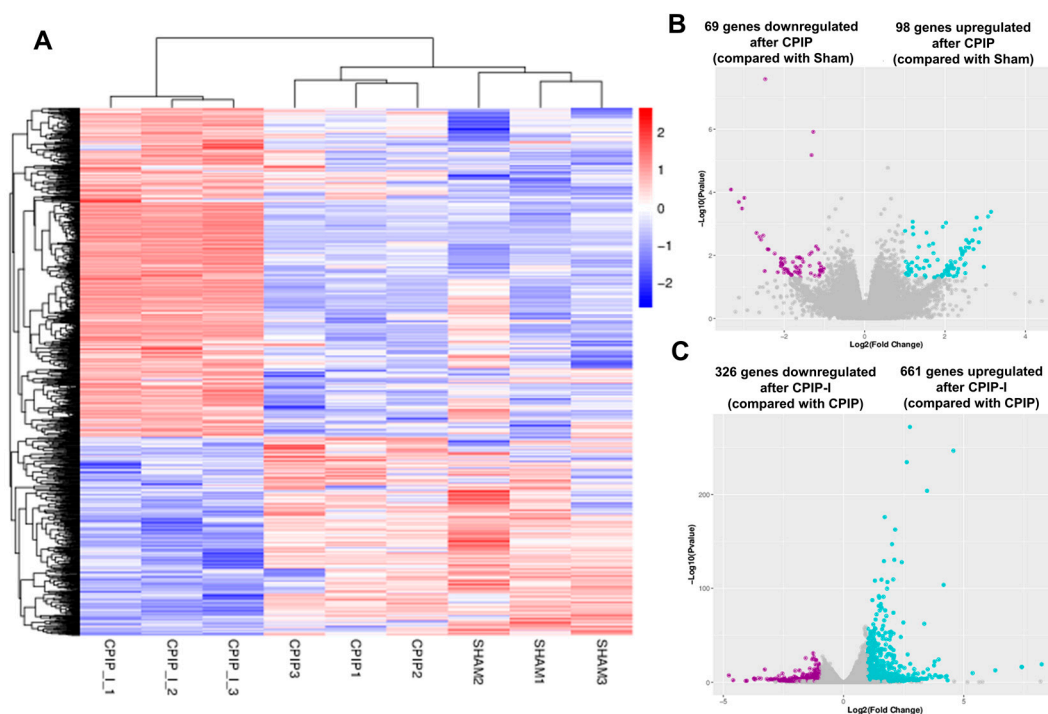 A
2
1
0
−1
−2
CPIP_I_1
CPIP_I_2
CPIP_I_3
CPIP3
CPIP1
CPIP2
SHAM2
SHAM1
SHAM3
B
69 genes downregulated
after CPIP
(compared with Sham)
98 genes upregulated
after CPIP
(compared with Sham)
−Log10(Pvalue)
6
4
2
0
−2
0
2
4
Log2(Fold Change)
C
326 genes downregulated
after CPIP-I
(compared with CPIP)
661 genes upregulated
after CPIP-I
(compared with CPIP)
−Log10(Pvalue)
200
100
0
−5
0
5
Log2(Fold Change)